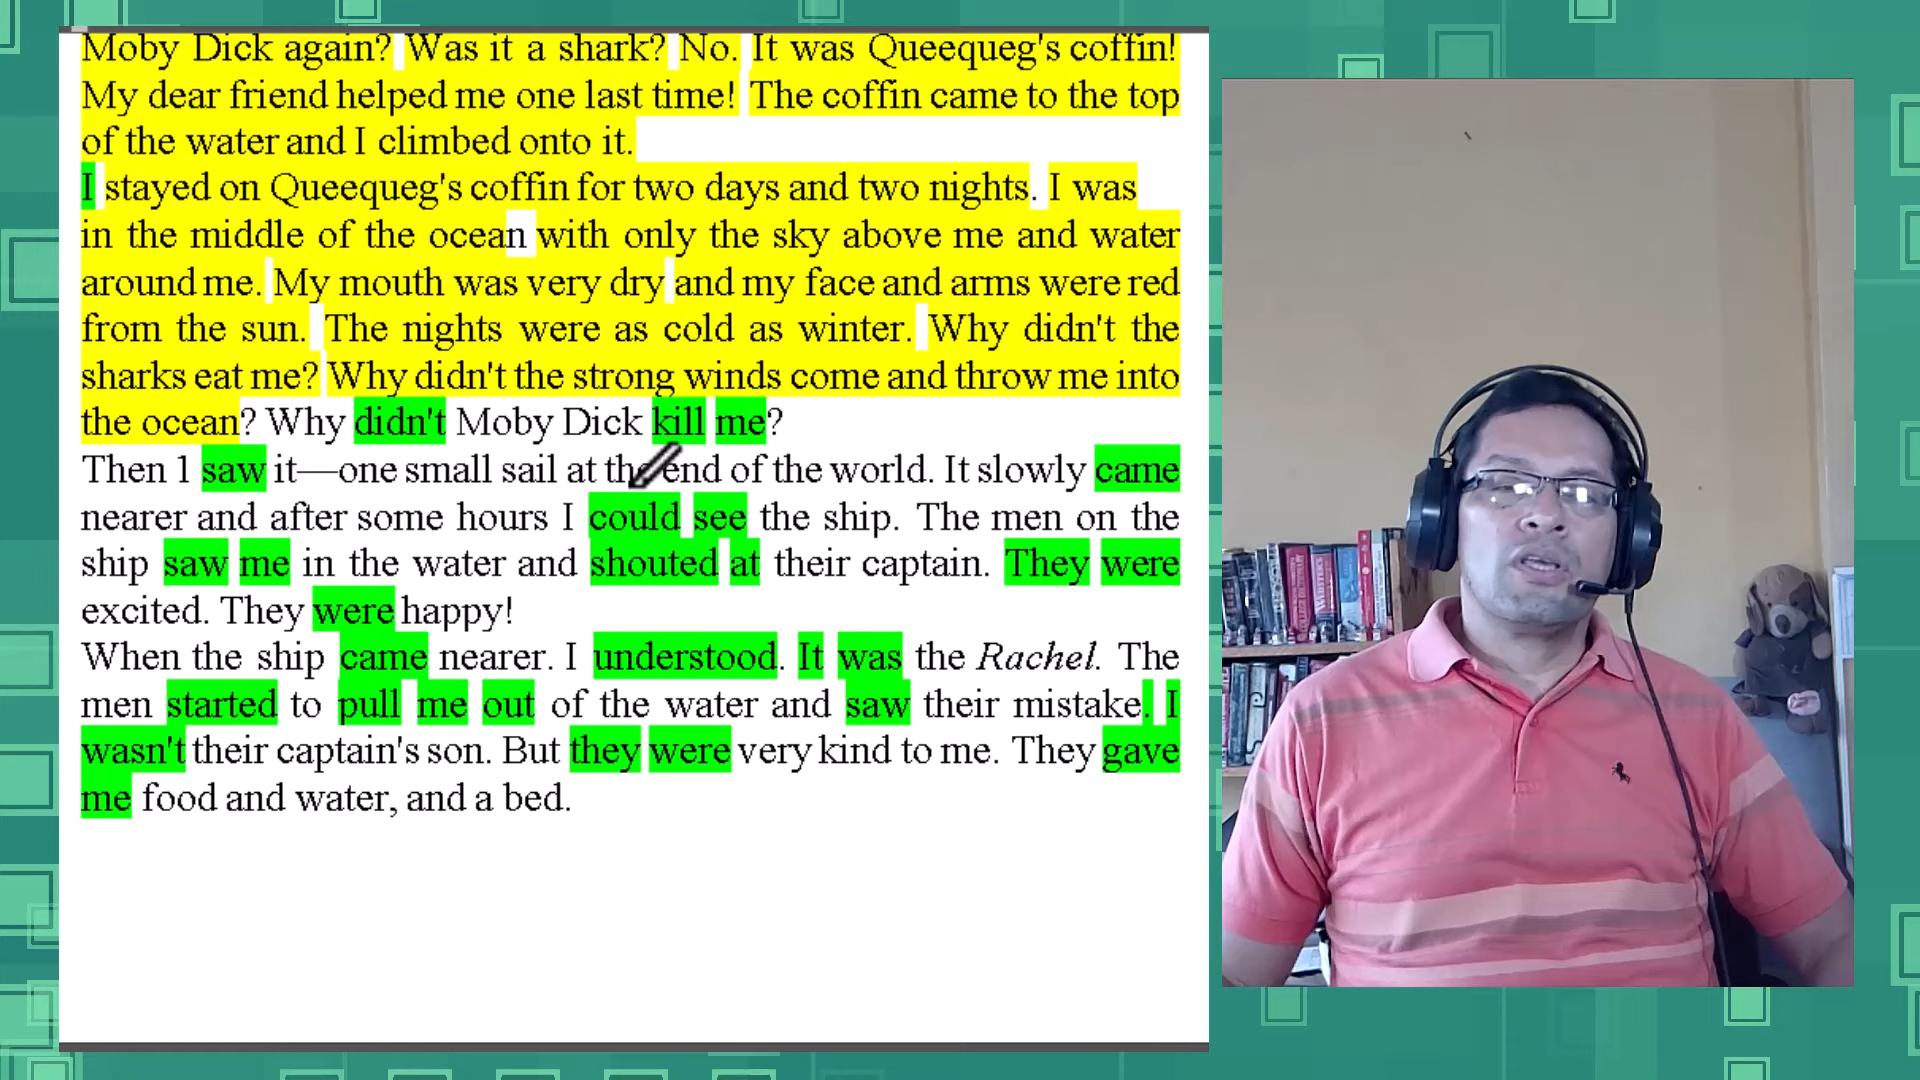 Moby Dick again? Was it a shark? No. It was Queequeg's coffin!
My dear friend helped me one last time! The coffin came to the top
of the water and I climbed onto it.
I stayed on Queequeg's coffin for two days and two nights. I was
in the middle of the ocean with only the sky above me and water
around me. My mouth was very dry and my face and arms were red
from the sun. The nights were as cold as winter. Why didn't the
sharks eat me? Why didn't the strong winds come and throw me into
the ocean? Why didn't Moby Dick kill me?
Then 1 saw it—one small sail at the end of the world. It slowly came
nearer and after some hours I could see the ship. The men on the
ship saw me in the water and shouted at their captain. They were
excited. They were happy!
When the ship came nearer. I understood. It was the Rachel. The
men started to pull me out of the water and saw their mistake. I
wasn't their captain's son. But they were very kind to me. They gave
me food and water, and a bed.